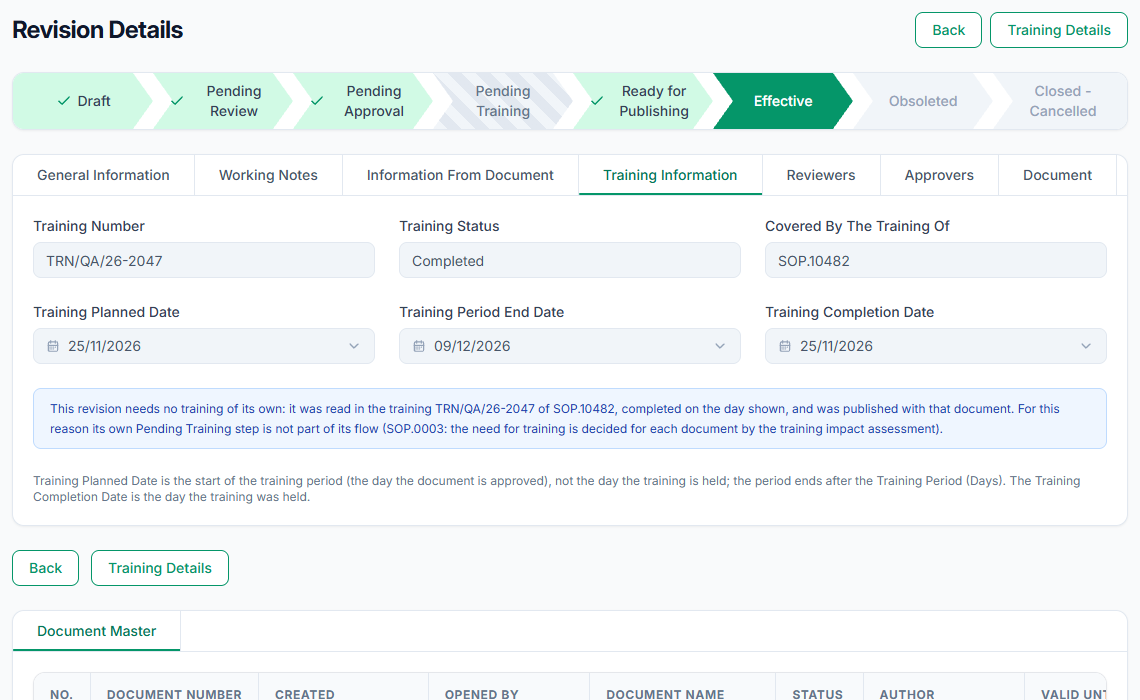 Revision Details
Back
Training Details
Draft
Pending Review
Pending Approval
Pending Training
Ready for Publishing
Effective
Obsoleted
Closed - Cancelled
General Information
Working Notes
Information From Document
Training Information
Reviewers
Approvers
Document
Training Number
Training Status
Covered By The Training Of
TRN/QA/26-2047
Completed
SOP.10482
Training Planned Date
Training Period End Date
Training Completion Date
25/11/2026
09/12/2026
25/11/2026
This revision needs no training of its own: it was read in the training TRN/QA/26-2047 of SOP.10482, completed on the day shown, and was published with that document. For this
reason its own Pending Training step is not part of its flow (SOP.0003: the need for training is decided for each document by the training impact assessment).
Training Planned Date is the start of the training period (the day the document is approved), not the day the training is held; the period ends after the Training Period (Days). The Training
Completion Date is the day the training was held.
Back
Training Details
Document Master
NO.
DOCUMENT NUMBER
CREATED
OPENED BY
DOCUMENT NAME
STATUS
AUTHOR
VALID UNT